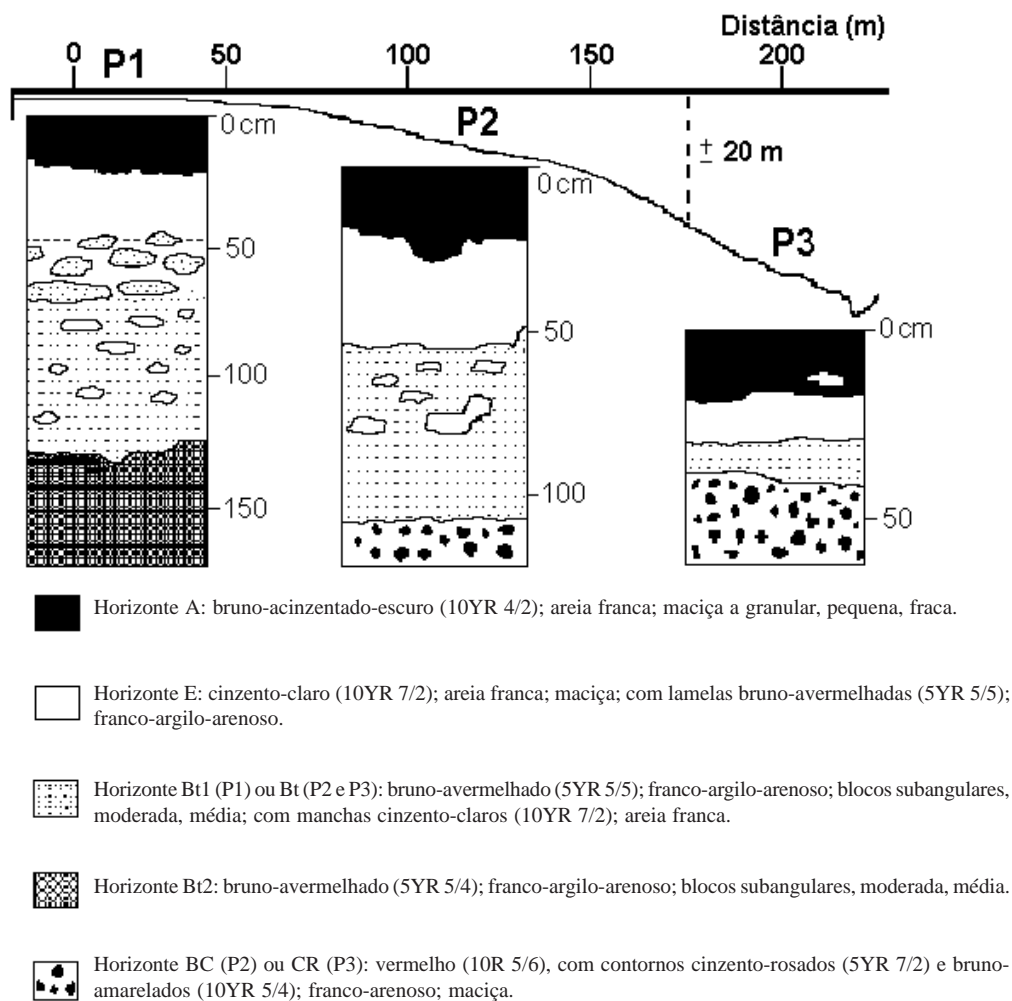 Distância (m)
0 50 100 150 200
P1
P2
P3
± 20 m
0 cm
50
100
150
0 cm
50
100
0 cm
50
Horizonte A: bruno-acinzentado-escuro (10YR 4/2); areia franca; maciça a granular, pequena, fraca.
Horizonte E: cinzento-claro (10YR 7/2); areia franca; maciça; com lamelas bruno-avermelhadas (5YR 5/5);
franco-argilo-arenoso.
Horizonte Bt1 (P1) ou Bt (P2 e P3): bruno-avermelhado (5YR 5/5); franco-argilo-arenoso; blocos subangulares,
moderada, média; com manchas cinzento-claros (10YR 7/2); areia franca.
Horizonte Bt2: bruno-avermelhado (5YR 5/4); franco-argilo-arenoso; blocos subangulares, moderada, média.
Horizonte BC (P2) ou CR (P3): vermelho (10R 5/6), com contornos cinzento-rosados (5YR 7/2) e bruno-
amarelados (10YR 5/4); franco-arenoso; maciça.